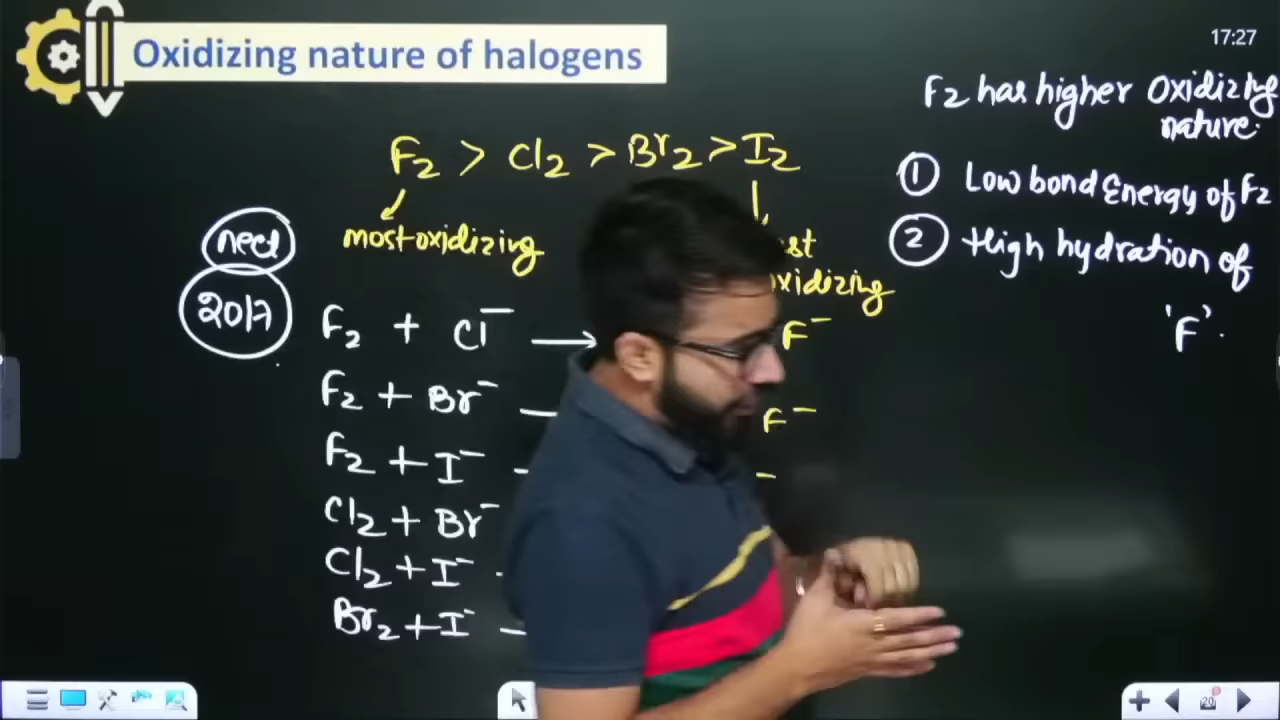 Oxidizing nature of halogens
17:27
F2 has higher Oxidizing
nature.
F₂ > Cl₂ > Br₂ > I₂
① Low bond Energy of F₂
most oxidizing
② High hydration of
'F'.
neet
2017
oxidizing
F₂ + Cl⁻ → F⁻
F₂ + Br⁻ F⁻
F₂ + I⁻
Cl₂ + Br⁻
Cl₂ + I⁻
Br₂ + I⁻
20